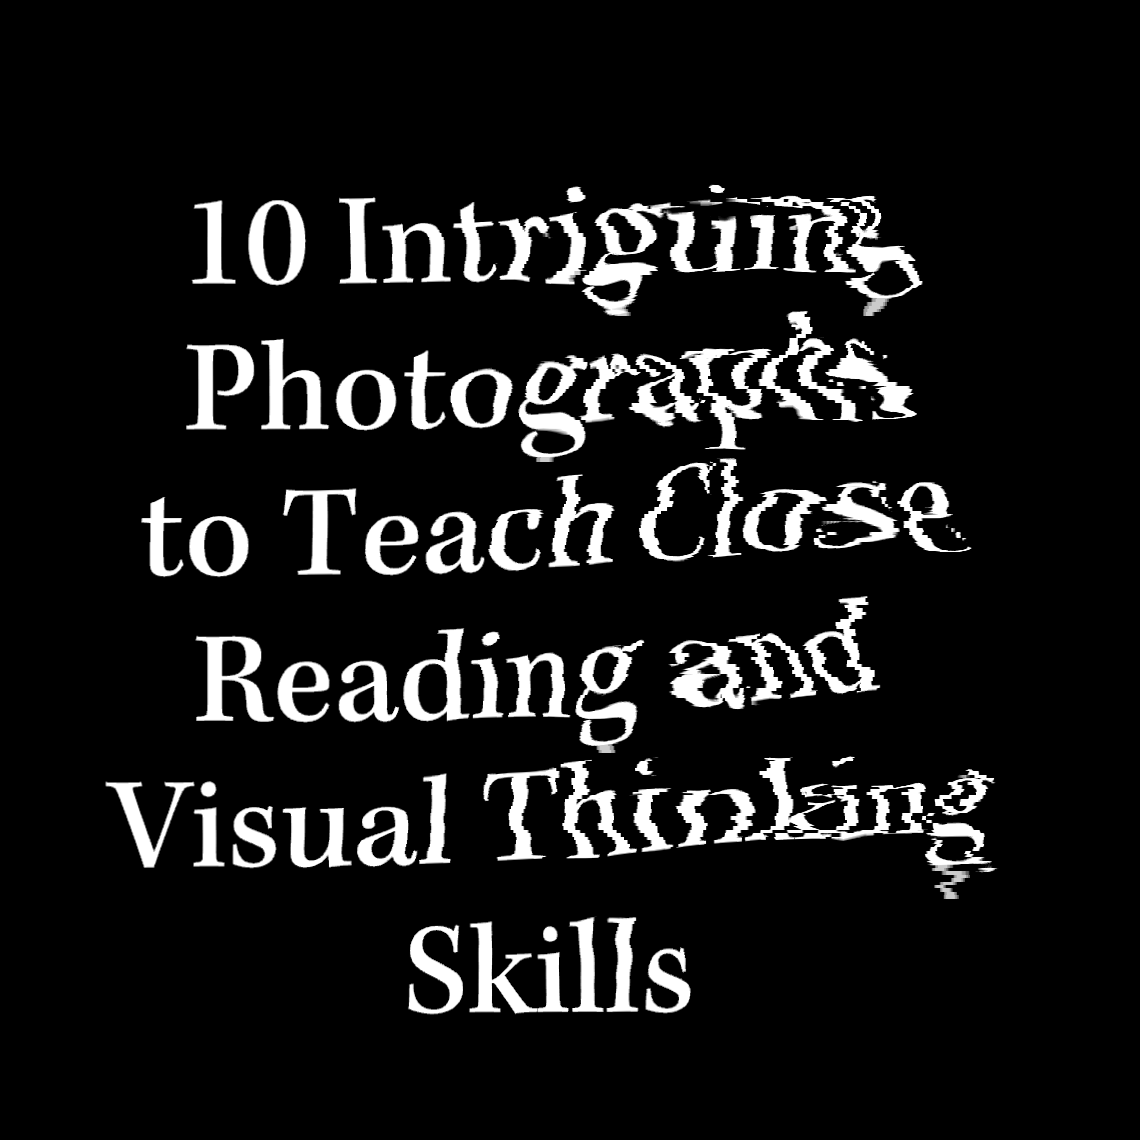 10 Intriguing
Photographs
to Teach Close
Reading and
Visual Thinking
Skills